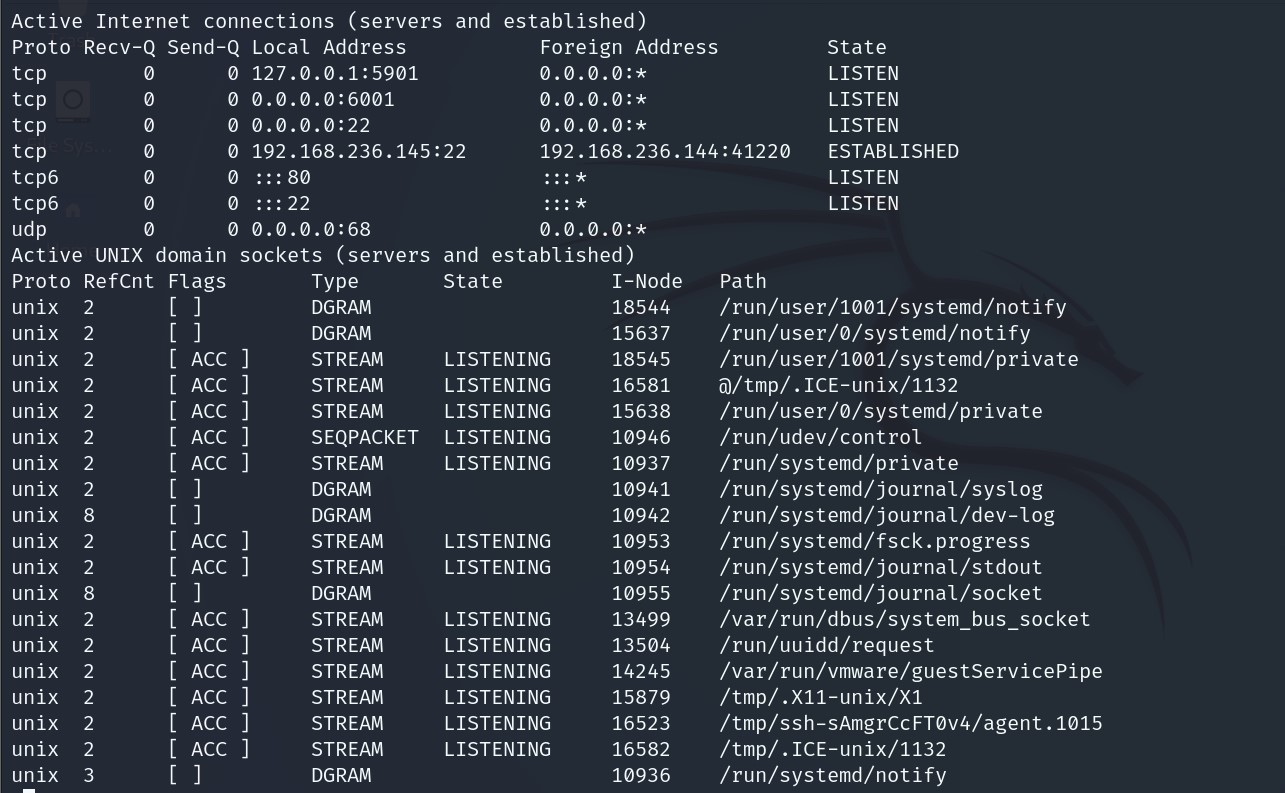 Active Internet connections (servers and established)
Proto Recv-Q Send-Q Local Address           Foreign Address         State
tcp        0      0 127.0.0.1:5901          0.0.0.0:*               LISTEN
tcp        0      0 0.0.0.0:6001            0.0.0.0:*               LISTEN
tcp        0      0 0.0.0.0:22              0.0.0.0:*               LISTEN
tcp        0      0 192.168.236.145:22      192.168.236.144:41220   ESTABLISHED
tcp6       0      0 :::80                   :::*                    LISTEN
tcp6       0      0 :::22                   :::*                    LISTEN
udp        0      0 0.0.0.0:68              0.0.0.0:*
Active UNIX domain sockets (servers and established)
Proto RefCnt Flags       Type       State         I-Node   Path
unix  2      [ ]         DGRAM                    18544    /run/user/1001/systemd/notify
unix  2      [ ]         DGRAM                    15637    /run/user/0/systemd/notify
unix  2      [ ACC ]     STREAM     LISTENING     18545    /run/user/1001/systemd/private
unix  2      [ ACC ]     STREAM     LISTENING     16581    @/tmp/.ICE-unix/1132
unix  2      [ ACC ]     STREAM     LISTENING     15638    /run/user/0/systemd/private
unix  2      [ ACC ]     SEQPACKET  LISTENING     10946    /run/udev/control
unix  2      [ ACC ]     STREAM     LISTENING     10937    /run/systemd/private
unix  2      [ ]         DGRAM                    10941    /run/systemd/journal/syslog
unix  8      [ ]         DGRAM                    10942    /run/systemd/journal/dev-log
unix  2      [ ACC ]     STREAM     LISTENING     10953    /run/systemd/fsck.progress
unix  2      [ ACC ]     STREAM     LISTENING     10954    /run/systemd/journal/stdout
unix  8      [ ]         DGRAM                    10955    /run/systemd/journal/socket
unix  2      [ ACC ]     STREAM     LISTENING     13499    /var/run/dbus/system_bus_socket
unix  2      [ ACC ]     STREAM     LISTENING     13504    /run/uuidd/request
unix  2      [ ACC ]     STREAM     LISTENING     14245    /var/run/vmware/guestServicePipe
unix  2      [ ACC ]     STREAM     LISTENING     15879    /tmp/.X11-unix/X1
unix  2      [ ACC ]     STREAM     LISTENING     16523    /tmp/ssh-sAmgrCcFT0v4/agent.1015
unix  2      [ ACC ]     STREAM     LISTENING     16582    /tmp/.ICE-unix/1132
unix  3      [ ]         DGRAM                    10936    /run/systemd/notify